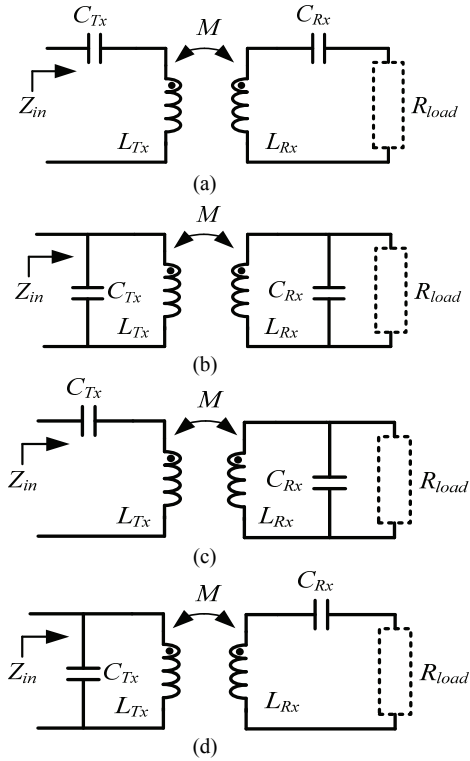 C_Tx M C_Rx
Z_in L_Tx L_Rx R_load
(a)
M
Z_in C_Tx L_Tx C_Rx L_Rx R_load
(b)
C_Tx M
Z_in L_Tx C_Rx L_Rx R_load
(c)
M C_Rx
Z_in C_Tx L_Tx L_Rx R_load
(d)